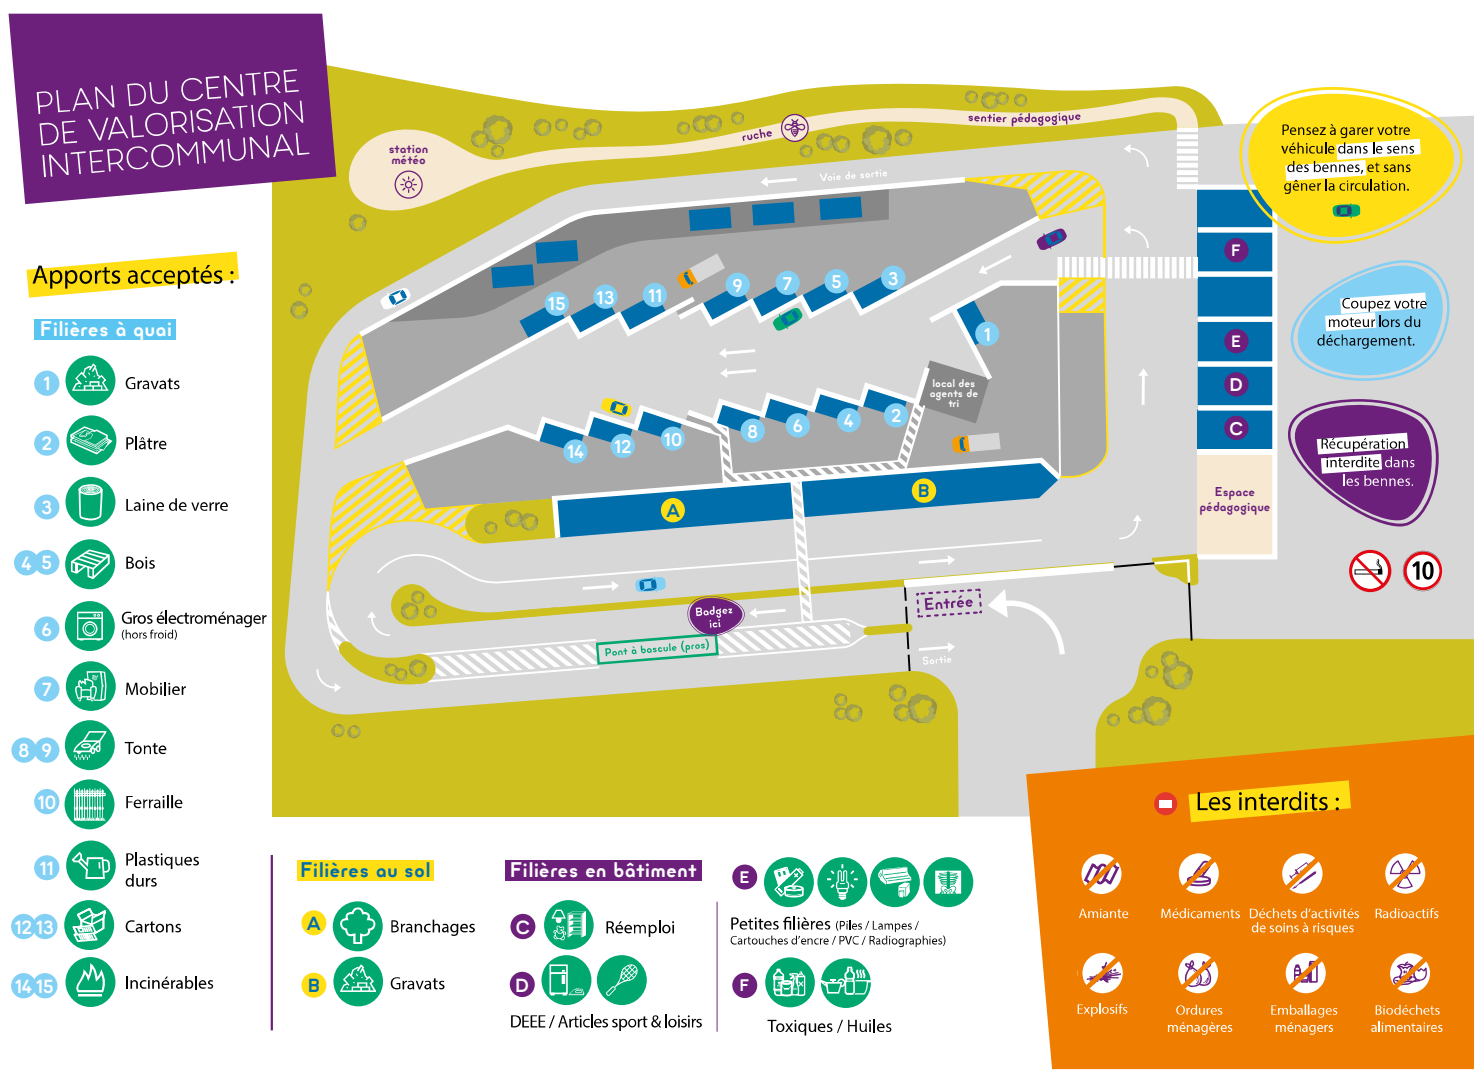 PLAN DU CENTRE
DE VALORISATION
INTERCOMMUNAL
station
météo
ruche
sentier pédagogique
Voie de sortie
Pensez à garer votre
véhicule dans le sens
des bennes, et sans
gêner la circulation.
Apports acceptés :
Filières à quai
1 Gravats
2 Plâtre
3 Laine de verre
4 5 Bois
6 Gros électroménager
(hors froid)
7 Mobilier
8 9 Tonte
10 Ferraille
11 Plastiques
durs
12 13 Cartons
14 15 Incinérables
15
13
11
9
7
5
3
1
local des
agents de
tri
14
12
10
8
6
4
2
A
B
F
E
D
C
Espace
pédagogique
Coupez votre
moteur lors du
déchargement.
Récupération
interdite dans
les bennes.
10
Badgez
ici
Pont à bascule (pros)
Entrée
Sortie
Filières au sol
A Branchages
B Gravats
Filières en bâtiment
C Réemploi
D
DEEE / Articles sport & loisirs
E
Petites filières (Piles / Lampes /
Cartouches d'encre / PVC / Radiographies)
F
Toxiques / Huiles
Les interdits :
Amiante
Médicaments
Déchets d'activités
de soins à risques
Radioactifs
Explosifs
Ordures
ménagères
Emballages
ménagers
Biodéchets
alimentaires